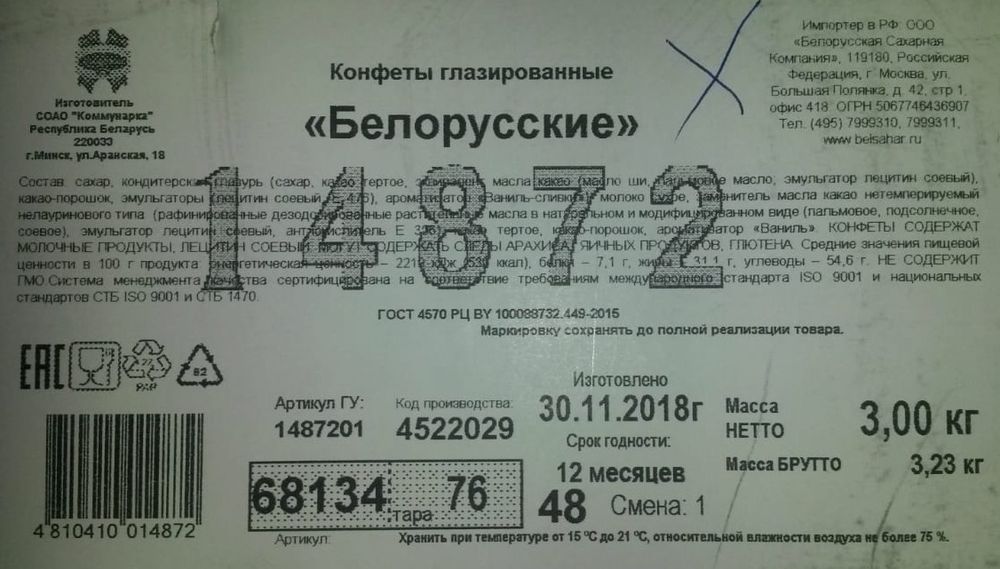 Изготовитель
СОАО "Коммунарка"
Республика Беларусь
220033
г.Минск, ул.Аранская, 18
Конфеты глазированные
«Белорусские»
Импортер в РФ: ООО
«Белорусская Сахарная
Компания», 119180, Российская
Федерация, г. Москва, ул.
Большая Полянка, д. 42, стр 1,
офис 418 ОГРН 5067746436907
Тел. (495) 7999310, 7999311,
www.belsahar.ru
14872
Состав: сахар, кондитерская глазурь (сахар, какао тертое, масла какао (масло ши, пальмовое масло, эмульгатор лецитин соевый),
какао-порошок, эмульгаторы (лецитин соевый, Е 476), ароматизатор «Ваниль-сливки»), молоко сухое, заменитель масла какао нетемперируемый
нелауринового типа (рафинированные дезодорированные растительные масла в натуральном и модифицированном виде (пальмовое, подсолнечное,
соевое), эмульгатор лецитин соевый, антиокислитель Е тертое, какао-порошок, ароматизатор «Ваниль». КОНФЕТЫ СОДЕРЖАТ
МОЛОЧНЫЕ ПРОДУКТЫ, ЛЕЦИТИН СОЕВЫЙ, МОГУТ СОДЕРЖАТЬ СЛЕДЫ АРАХИСА, ЯИЧНЫХ ПРОДУКТОВ, ГЛЮТЕНА. Средние значения пищевой
ценности в 100 г продукта: энергетическая ценность – ккал), белки – 7,1 г, жиры – 31,1 г, углеводы – 54,6 г. НЕ СОДЕРЖИТ
ГМО.Система менеджмента качества сертифицирована на соответствие требованиям международного стандарта ISO 9001 и национальных
стандартов СТБ ISO 9001 и СТБ 1470.
ГОСТ 4570 РЦ BY 100098732.449-2015
Маркировку сохранять до полной реализации товара.
EAC
22
PAP
82
Артикул ГУ:
1487201
Код производства:
4522029
Изготовлено
30.11.2018г
Срок годности:
12 месяцев
48 Смена: 1
Масса
НЕТТО
3,00 кг
Масса БРУТТО 3,23 кг
68134 тара 76
Артикул:
4 810410 014872
Хранить при температуре от 15 ºС до 21 ºС, относительной влажности воздуха не более 75 %.